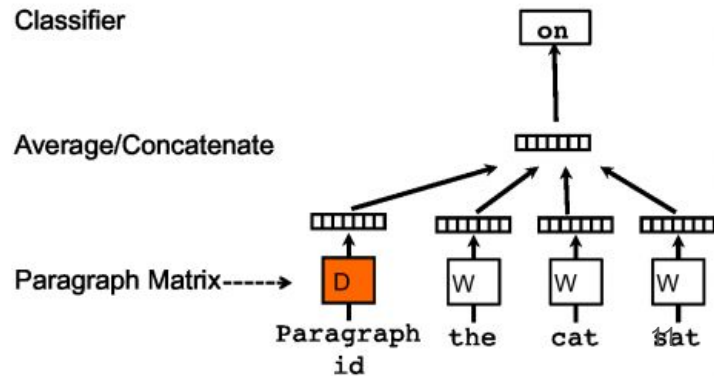 Classifier
on
Average/Concatenate
Paragraph Matrix
D
W
W
W
Paragraph
id
the
cat
sat